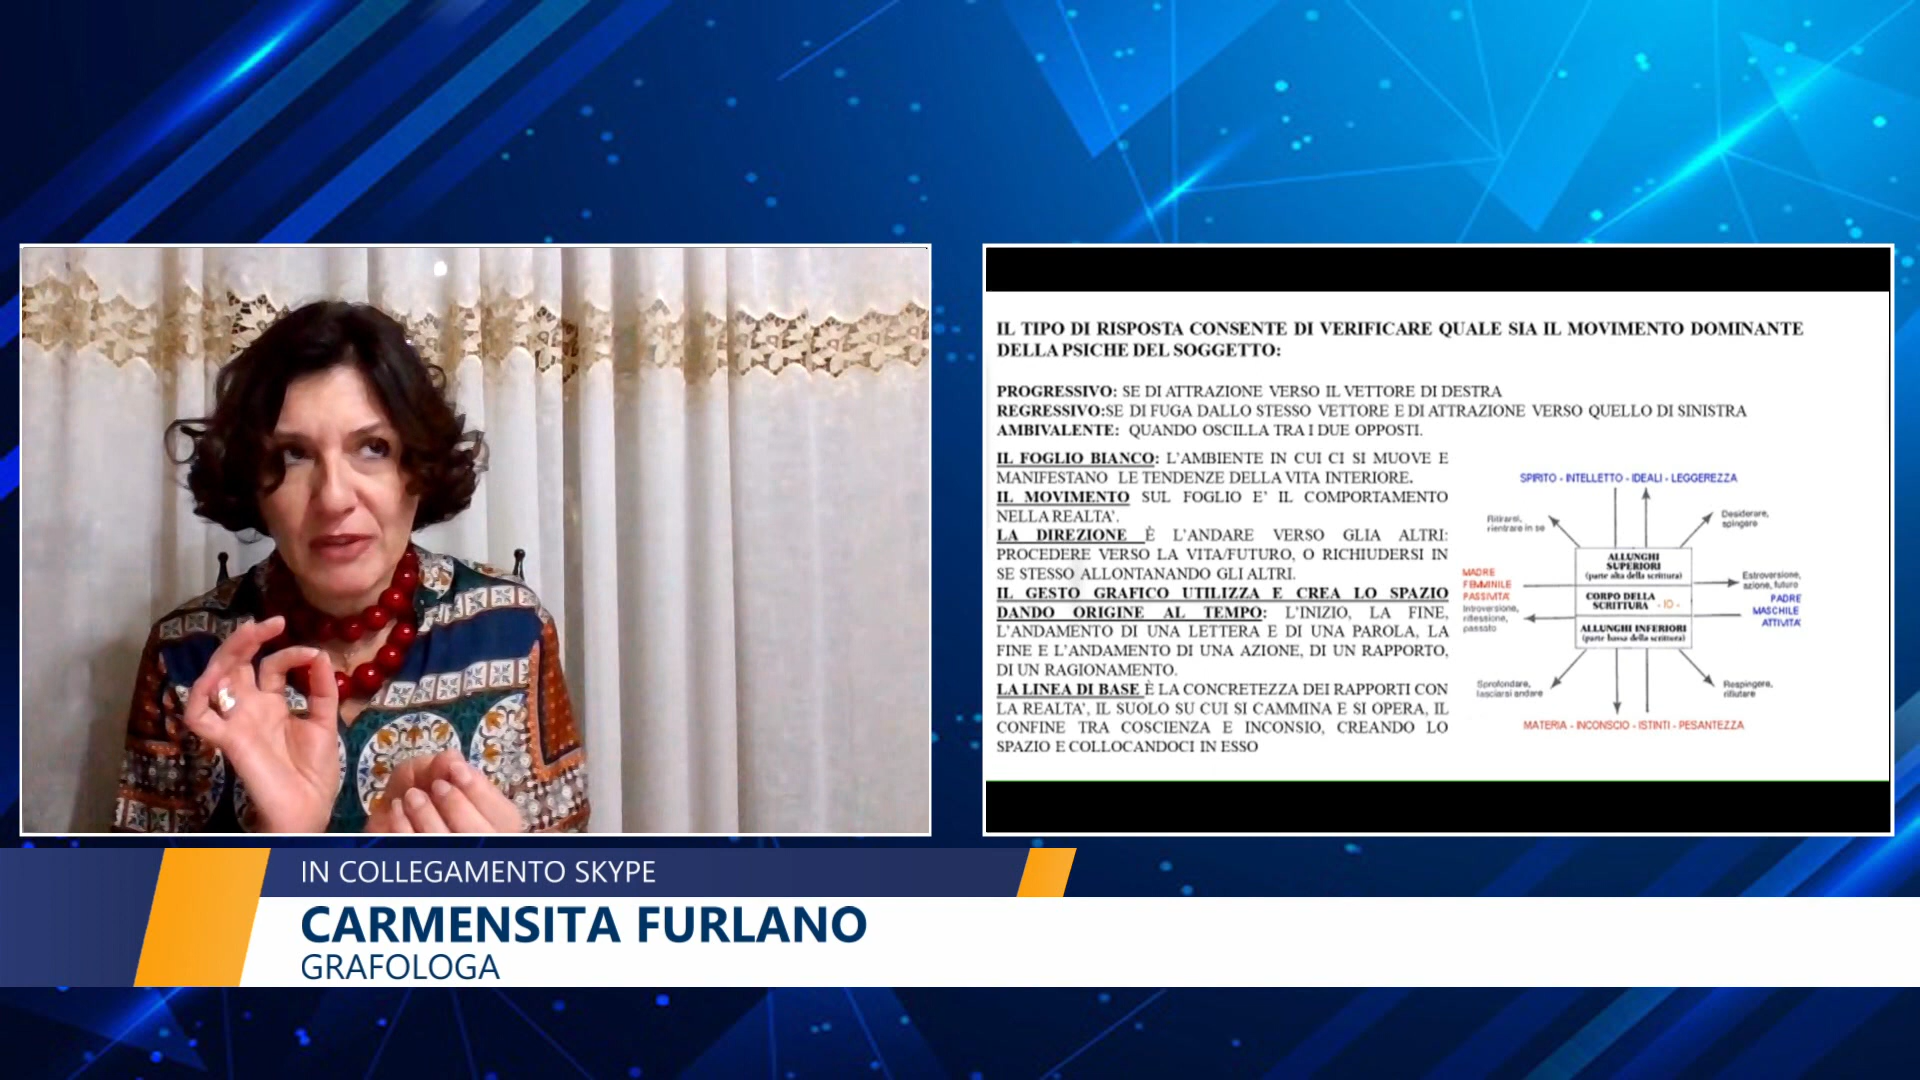 IL TIPO DI RISPOSTA CONSENTE DI VERIFICARE QUALE SIA IL MOVIMENTO DOMINANTE
DELLA PSICHE DEL SOGGETTO:
PROGRESSIVO: SE DI ATTRAZIONE VERSO IL VETTORE DI DESTRA
REGRESSIVO:SE DI FUGA DALLO STESSO VETTORE E DI ATTRAZIONE VERSO QUELLO DI SINISTRA
AMBIVALENTE: QUANDO OSCILLA TRA I DUE OPPOSTI.
IL FOGLIO BIANCO: L'AMBIENTE IN CUI CI SI MUOVE E
MANIFESTANO LE TENDENZE DELLA VITA INTERIORE.
IL MOVIMENTO SUL FOGLIO E' IL COMPORTAMENTO
NELLA REALTA'.
LA DIREZIONE È L'ANDARE VERSO GLIA ALTRI:
PROCEDERE VERSO LA VITA/FUTURO, O RICHIUDERSI IN
SE STESSO ALLONTANANDO GLI ALTRI.
IL GESTO GRAFICO UTILIZZA E CREA LO SPAZIO
DANDO ORIGINE AL TEMPO: L'INIZIO, LA FINE,
L'ANDAMENTO DI UNA LETTERA E DI UNA PAROLA, LA
FINE E L'ANDAMENTO DI UNA AZIONE, DI UN RAPPORTO,
DI UN RAGIONAMENTO.
LA LINEA DI BASE È LA CONCRETEZZA DEI RAPPORTI CON
LA REALTA', IL SUOLO SU CUI SI CAMMINA E SI OPERA, IL
CONFINE TRA COSCIENZA E INCONSIO, CREANDO LO
SPAZIO E COLLOCANDOCI IN ESSO
SPIRITO - INTELLETTO - IDEALI - LEGGEREZZA
Ritirarsi,
rientrare in se
Desiderare,
spingere
ALLUNGHI
SUPERIORI
(parte alta della scrittura)
MADRE
FEMMINILE
PASSIVITA'
Introversione,
riflessione,
passato
CORPO DELLA
SCRITTURA - IO -
Estroversione,
azione, futuro
PADRE
MASCHILE
ATTIVITA'
ALLUNGHI INFERIORI
(parte bassa della scrittura)
Sprofondare,
lasciarsi andare
Respingere,
rifiutare
MATERIA - INCONSCIO - ISTINTI - PESANTEZZA
IN COLLEGAMENTO SKYPE
CARMENSITA FURLANO
GRAFOLOGA